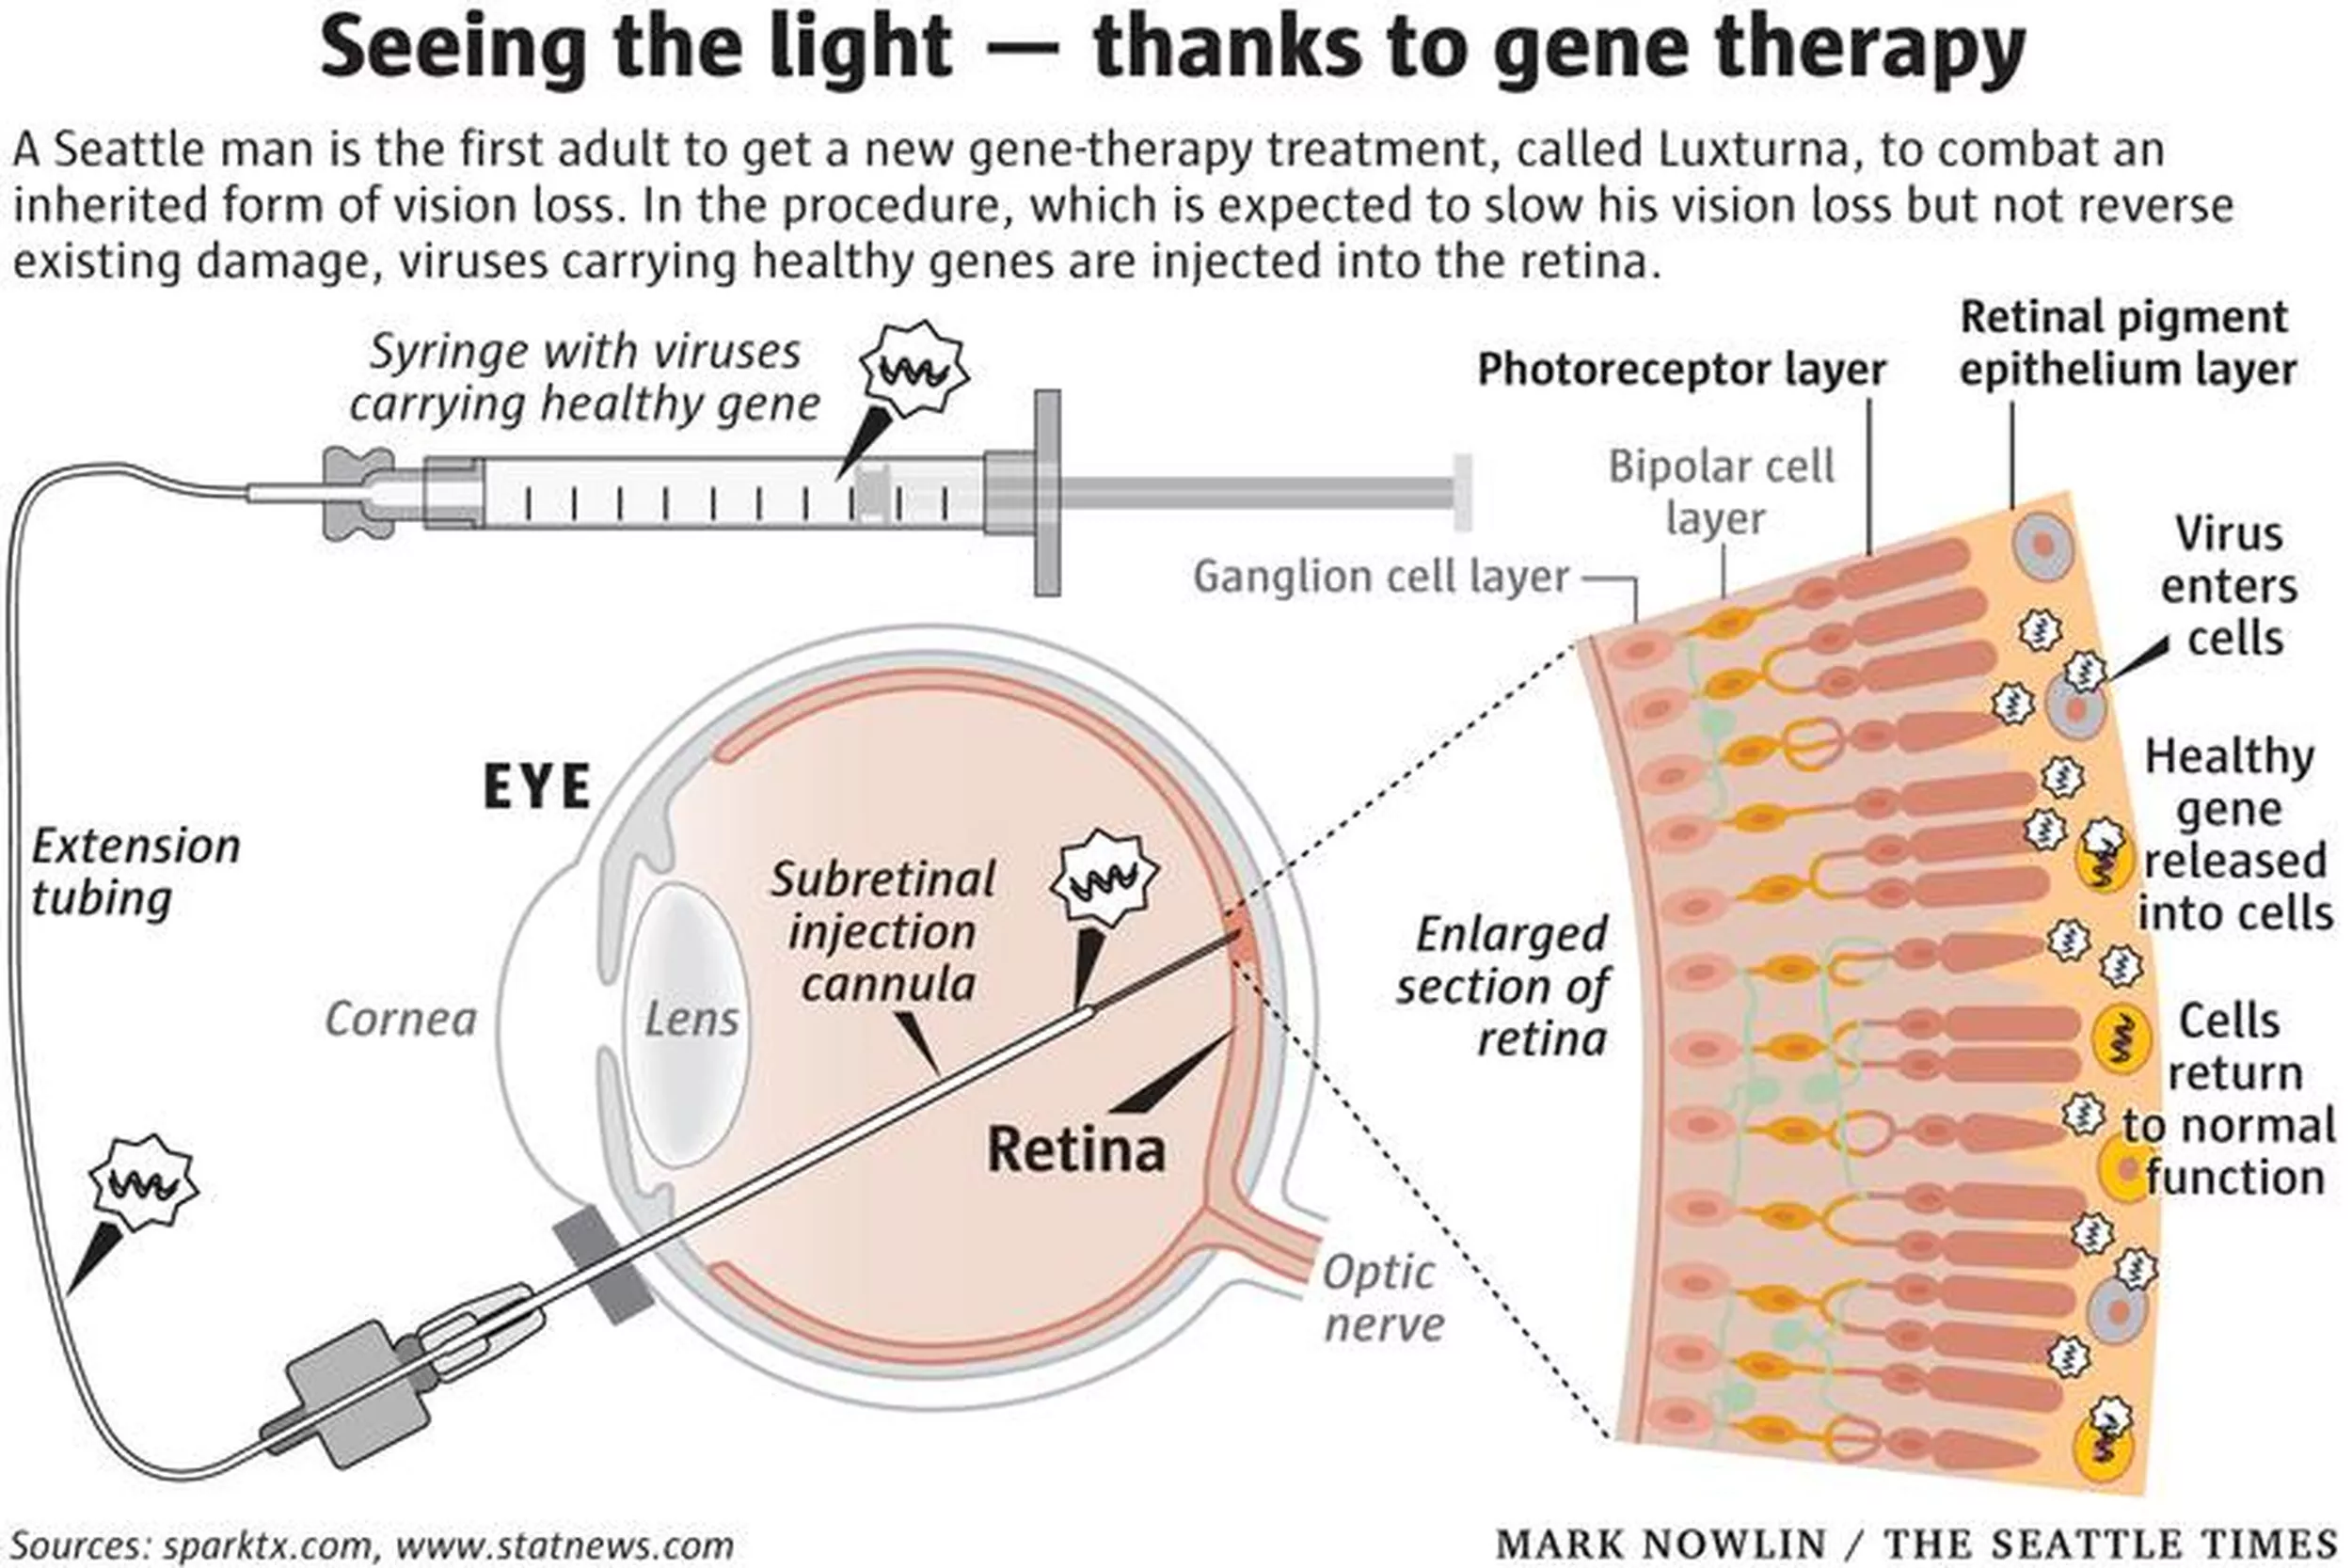 Seeing the light — thanks to gene therapy
A Seattle man is the first adult to get a new gene-therapy treatment, called Luxturna, to combat an
inherited form of vision loss. In the procedure, which is expected to slow his vision loss but not reverse
existing damage, viruses carrying healthy genes are injected into the retina.
Syringe with viruses
carrying healthy gene
Retinal pigment
epithelium layer
Photoreceptor layer
Bipolar cell
layer
Ganglion cell layer
Virus
enters
cells
Healthy
gene
released
into cells
Cells
return
to normal
function
EYE
Extension
tubing
Subretinal
injection
cannula
Cornea
Lens
Retina
Enlarged
section of
retina
Optic
nerve
Sources: sparktx.com, www.statnews.com
MARK NOWLIN / THE SEATTLE TIMES